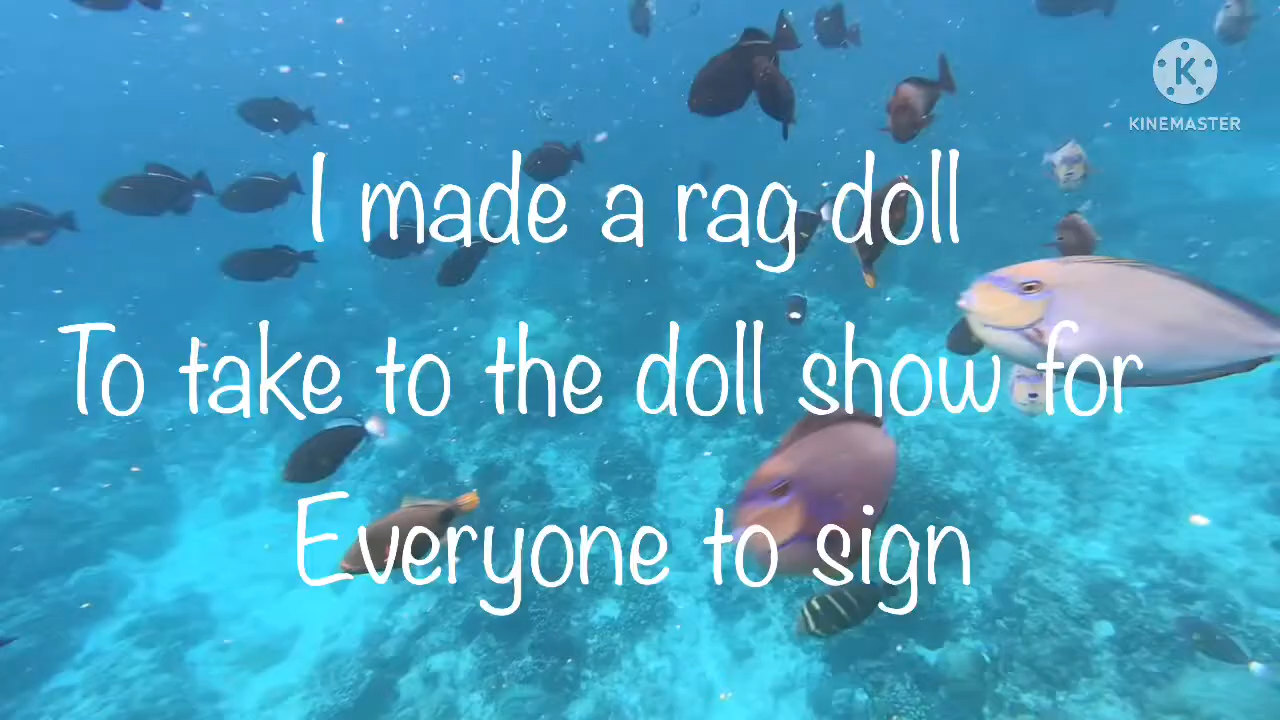 K
KINEMASTER
I made a rag doll
To take to the doll show for
Everyone to sign